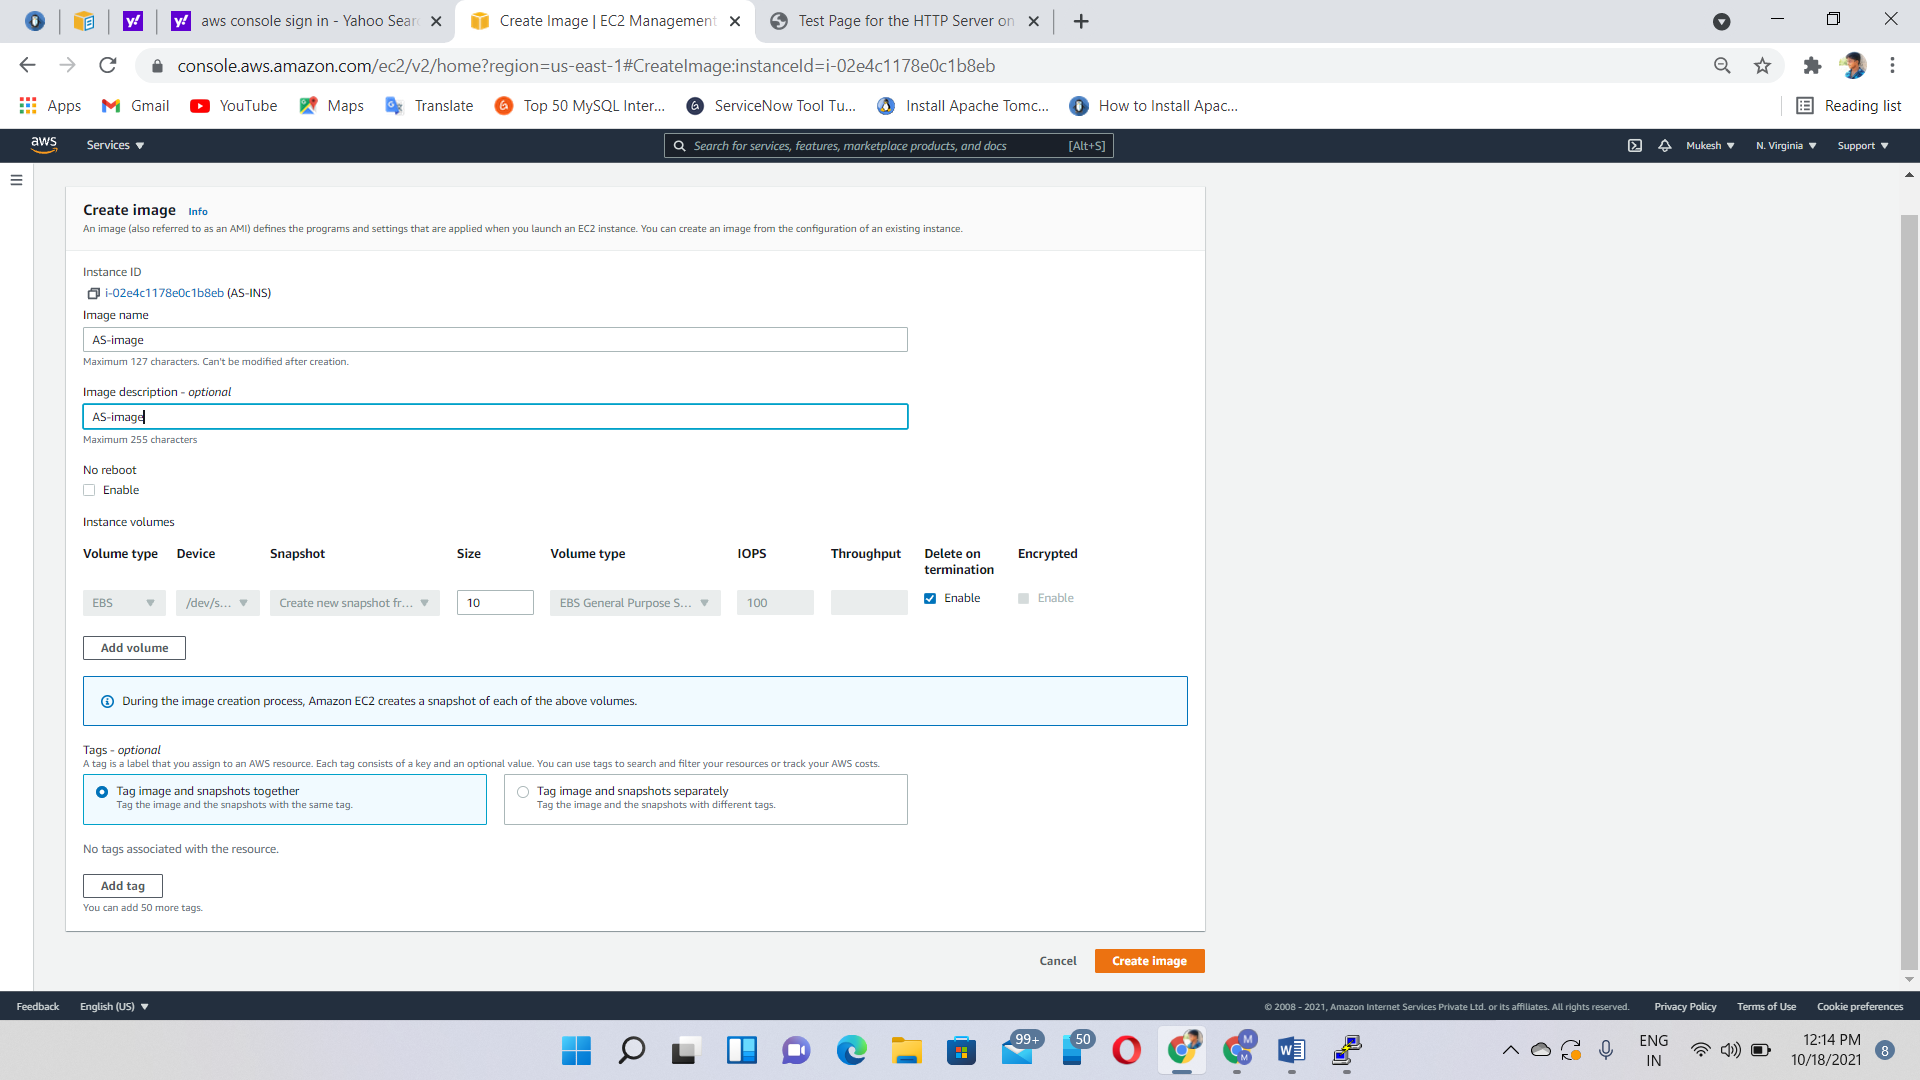 aws console sign in - Yahoo Sear
Create Image | EC2 Management
Test Page for the HTTP Server on
console.aws.amazon.com/ec2/v2/home?region=us-east-1#CreateImage:instanceId=i-02e4c1178e0c1b8eb
Apps
Gmail
YouTube
Maps
Translate
Top 50 MySQL Inter...
ServiceNow Tool Tu...
Install Apache Tomc...
How to Install Apac...
Reading list
aws
Services
Search for services, features, marketplace products, and docs
[Alt+S]
Mukesh
N. Virginia
Support
Create image Info
An image (also referred to as an AMI) defines the programs and settings that are applied when you launch an EC2 instance. You can create an image from the configuration of an existing instance.
Instance ID
i-02e4c1178e0c1b8eb (AS-INS)
Image name
AS-image
Maximum 127 characters. Can't be modified after creation.
Image description - optional
AS-image
Maximum 255 characters
No reboot
Enable
Instance volumes
Volume type
Device
Snapshot
Size
Volume type
IOPS
Throughput
Delete on
termination
Encrypted
EBS
/dev/s...
Create new snapshot fr...
10
EBS General Purpose S...
100
Enable
Enable
Add volume
During the image creation process, Amazon EC2 creates a snapshot of each of the above volumes.
Tags - optional
A tag is a label that you assign to an AWS resource. Each tag consists of a key and an optional value. You can use tags to search and filter your resources or track your AWS costs.
Tag image and snapshots together
Tag the image and the snapshots with the same tag.
Tag image and snapshots separately
Tag the image and the snapshots with different tags.
No tags associated with the resource.
Add tag
You can add 50 more tags.
Cancel
Create image
Feedback
English (US)
© 2008 - 2021, Amazon Internet Services Private Ltd. or its affiliates. All rights reserved.
Privacy Policy
Terms of Use
Cookie preferences
99+
50
M
M
ENG
IN
12:14 PM
10/18/2021
8